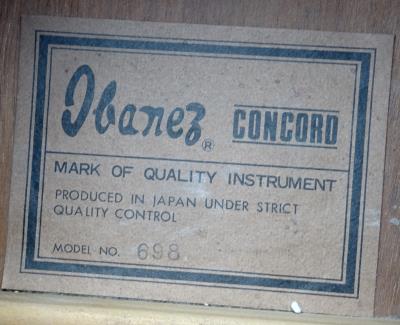 Ibanez® CONCORD
MARK OF QUALITY INSTRUMENT
PRODUCED IN JAPAN UNDER STRICT
QUALITY CONTROL
MODEL NO. 698